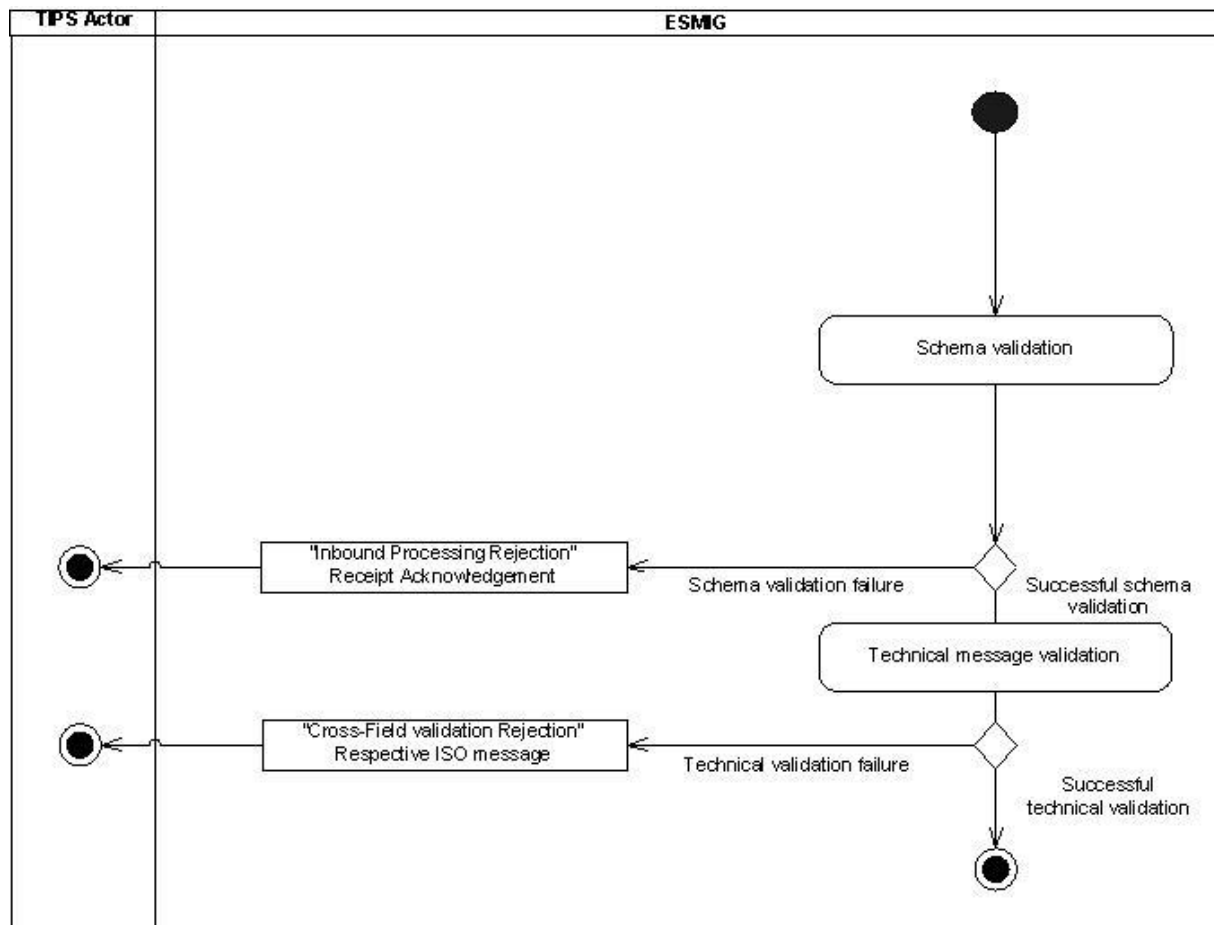 TIPS Actor
ESMIG
Schema validation
"Inbound Processing Rejection"
Receipt Acknowledgement
Schema validation failure
Successful schema
validation
Technical message validation
"Cross-Field validation Rejection"
Respective ISO message
Technical validation failure
Successful
technical validation